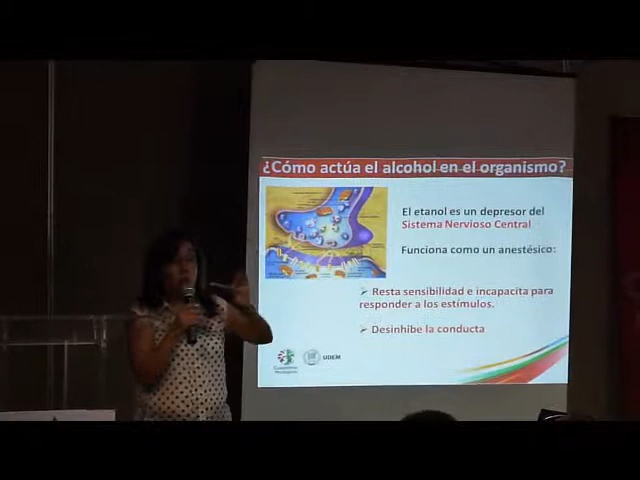 ¿Cómo actúa el alcohol en el organismo?
El etanol es un depresor del
Sistema Nervioso Central
Funciona como un anestésico:
➢ Resta sensibilidad e incapacita para
responder a los estímulos.
➢ Desinhibe la conducta
UDEM